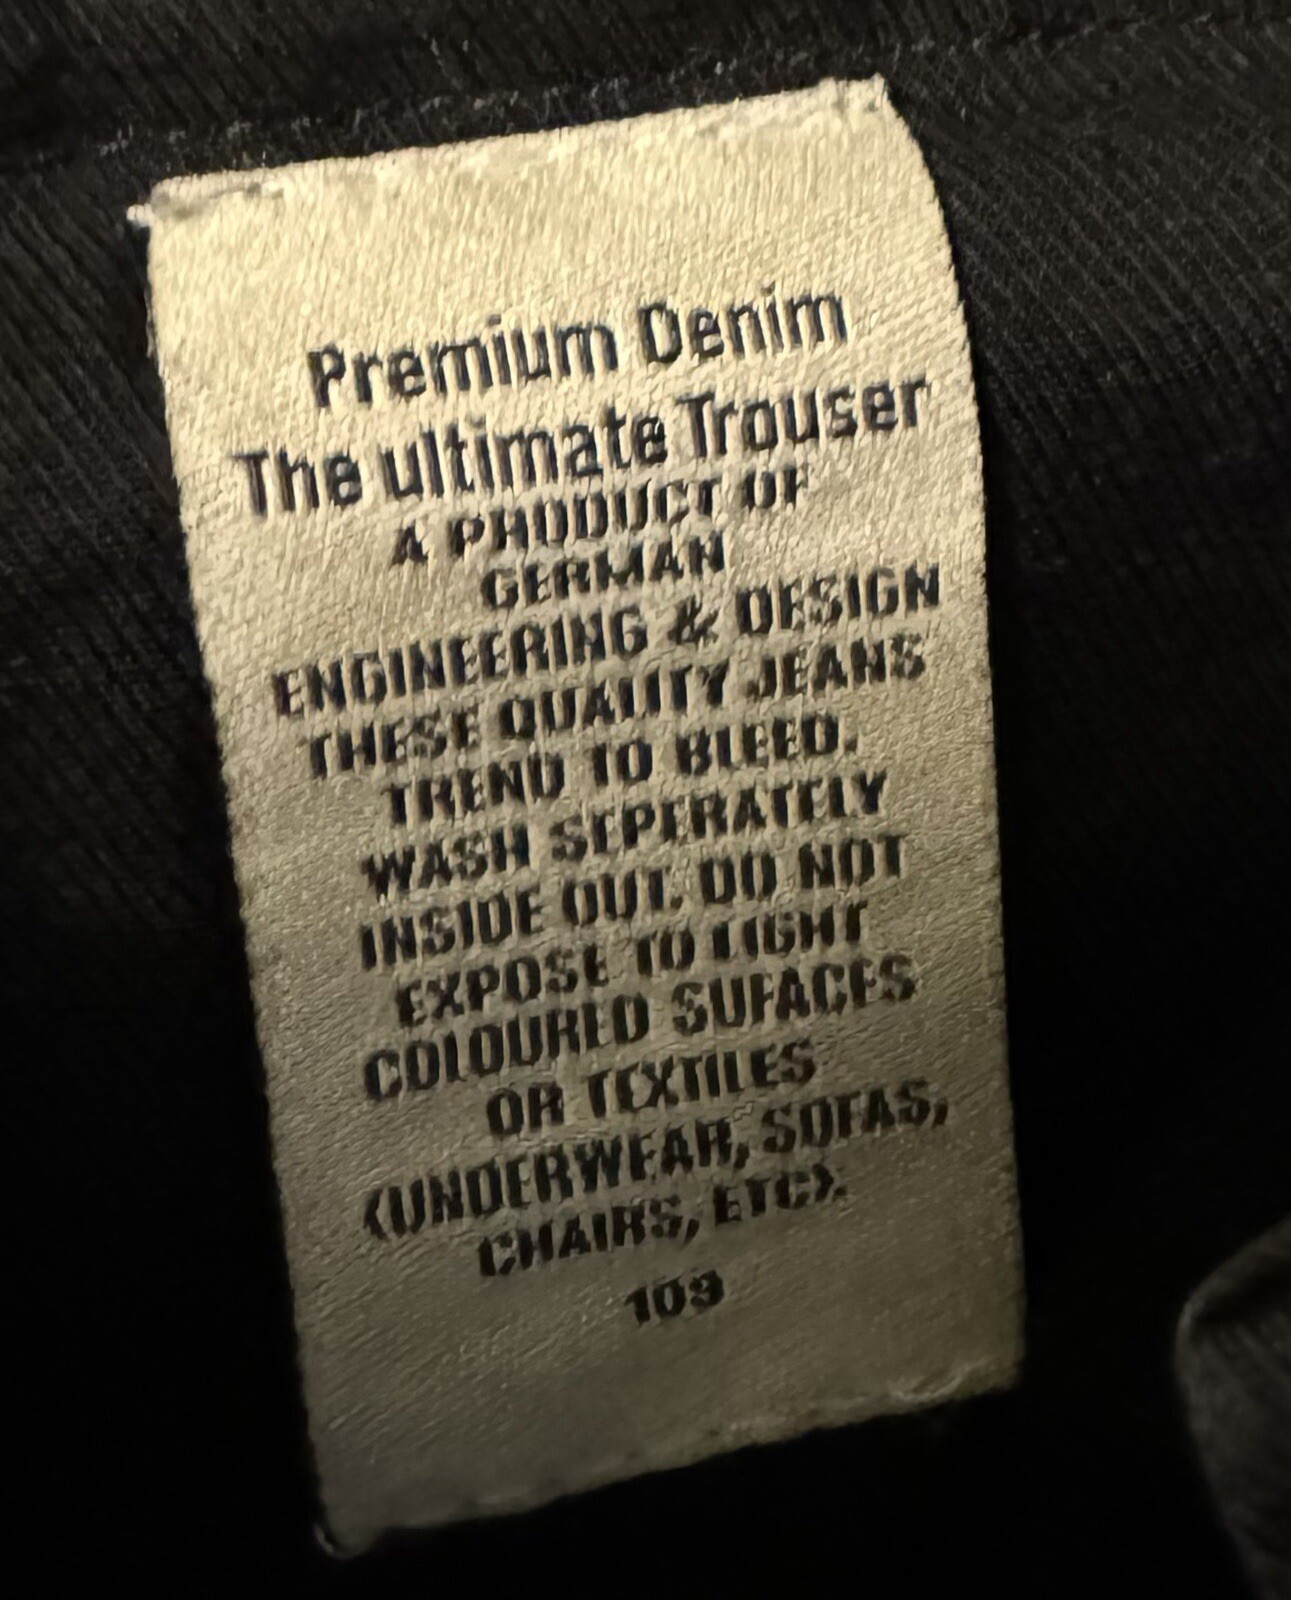 Premium Denim
The ultimate Trouser
A PRODUCT OF
GERMAN
ENGINEERING & DESIGN
THESE QUALITY JEANS
TREND TO BLEED.
WASH SEPERATELY
INSIDE OUT. DO NOT
EXPOSE TO LIGHT
COLOURED SUFACES
OR TEXTILES
(UNDERWEAR, SOFAS,
CHAIRS, ETC).
109